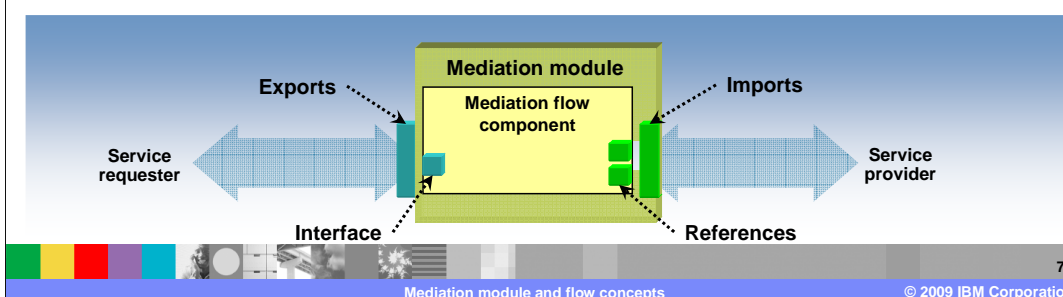 Mediation module
Exports
Imports
Mediation flow
component
Service
requester
Service
provider
Interface
References
7
Mediation module and flow concepts
© 2009 IBM Corporatio